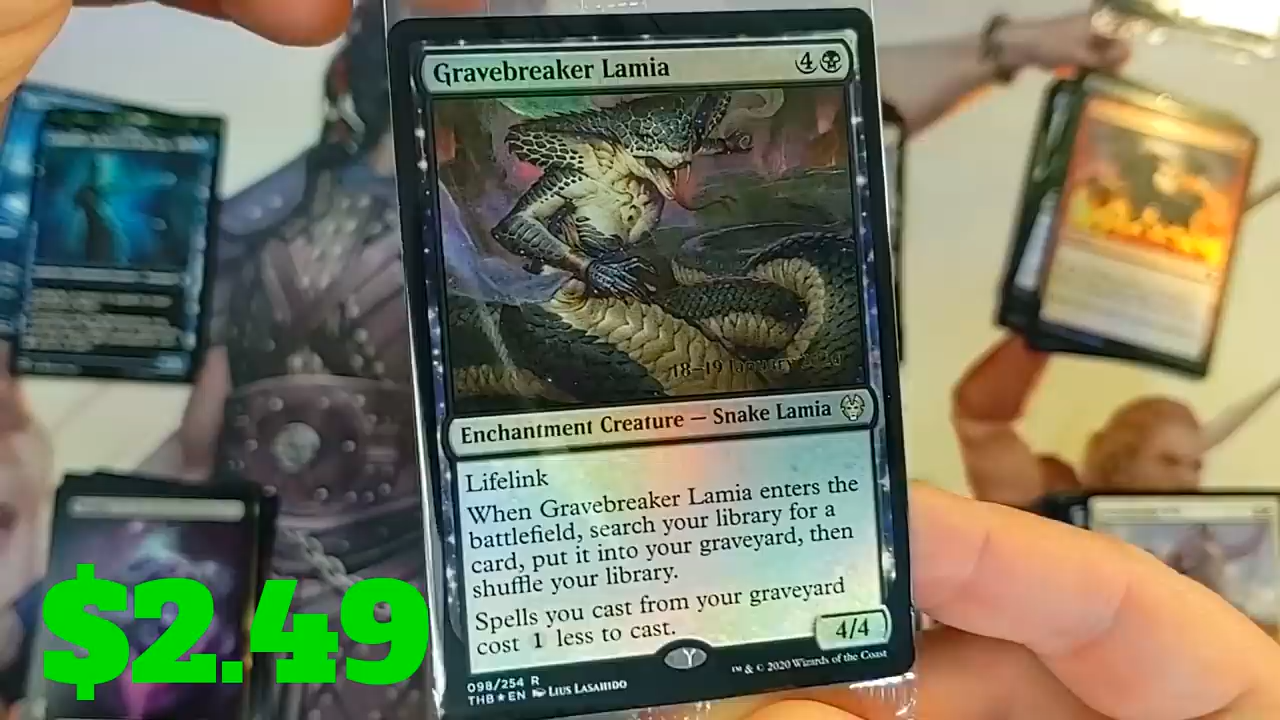 Gravebreaker Lamia 4
18-19 January 2020
Enchantment Creature — Snake Lamia
Lifelink
When Gravebreaker Lamia enters the
battlefield, search your library for a
card, put it into your graveyard, then
shuffle your library.
Spells you cast from your graveyard
cost 1 less to cast.
4/4
098/254 R
THB★EN Lius Lasahido
™ & © 2020 Wizards of the Coast
$2.49